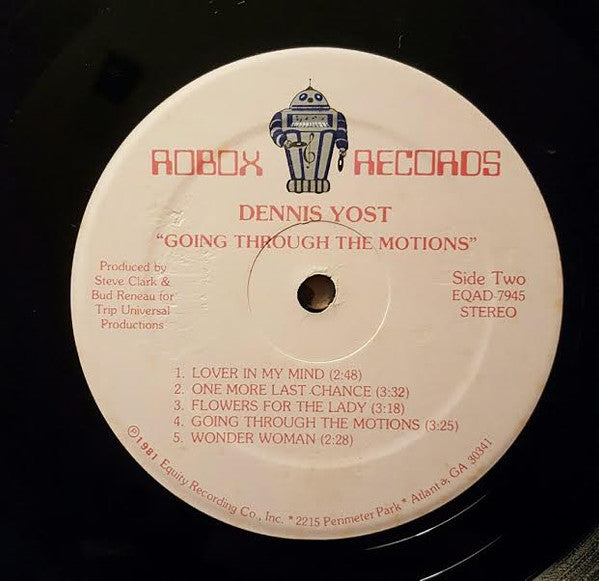 ROBOX RECORDS
DENNIS YOST
"GOING THROUGH THE MOTIONS"
Produced by
Steve Clark &
Bud Reneau for
Trip Universal
Productions
Side Two
EQAD-7945
STEREO
1. LOVER IN MY MIND (2:48)
2. ONE MORE LAST CHANCE (3:32)
3. FLOWERS FOR THE LADY (3:18)
4. GOING THROUGH THE MOTIONS (3:25)
5. WONDER WOMAN (2:28)
℗1981 Equity Recording Co., Inc. * 2215 Perimeter Park * Atlanta, GA 30341